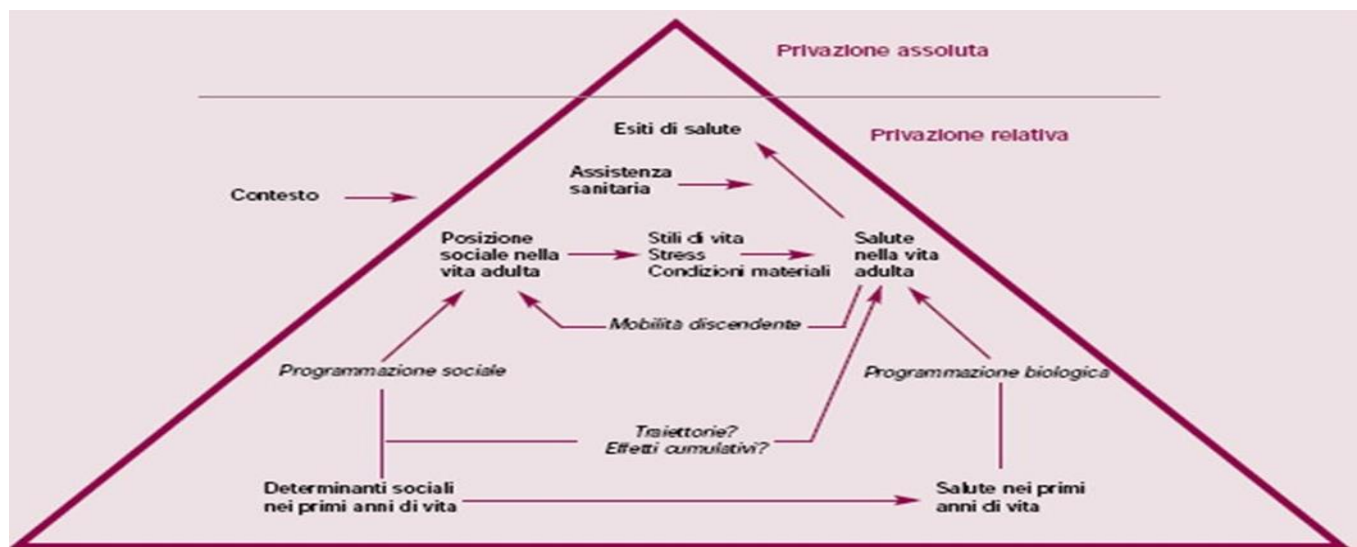 Privazione assoluta
Esiti di salute
Privazione relativa
Assistenza
sanitaria
Contesto
Posizione
sociale nella
vita adulta
Stili di vita
Stress
Condizioni materiali
Salute
nella vita
adulta
Mobilità discendente
Programmazione sociale
Programmazione biologica
Traiettorie?
Effetti cumulativi?
Determinanti sociali
nei primi anni di vita
Salute nei primi
anni di vita